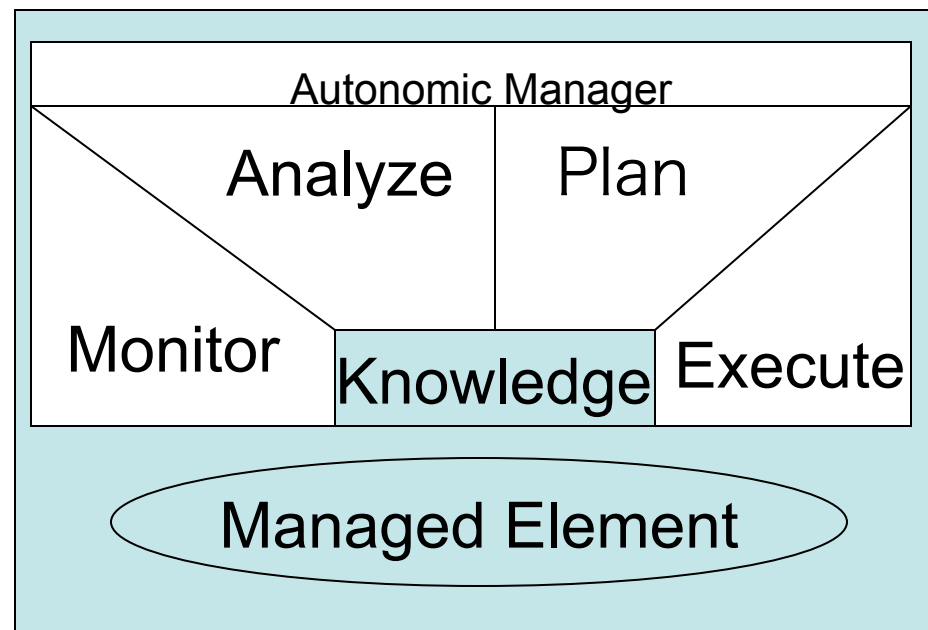 Autonomic Manager
Analyze
Plan
Monitor
Knowledge
Execute
Managed Element